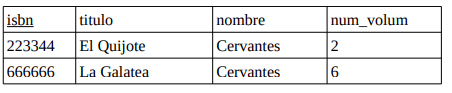 isbn titulo nombre num_volum
223344 El Quijote Cervantes 2
666666 La Galatea Cervantes 6